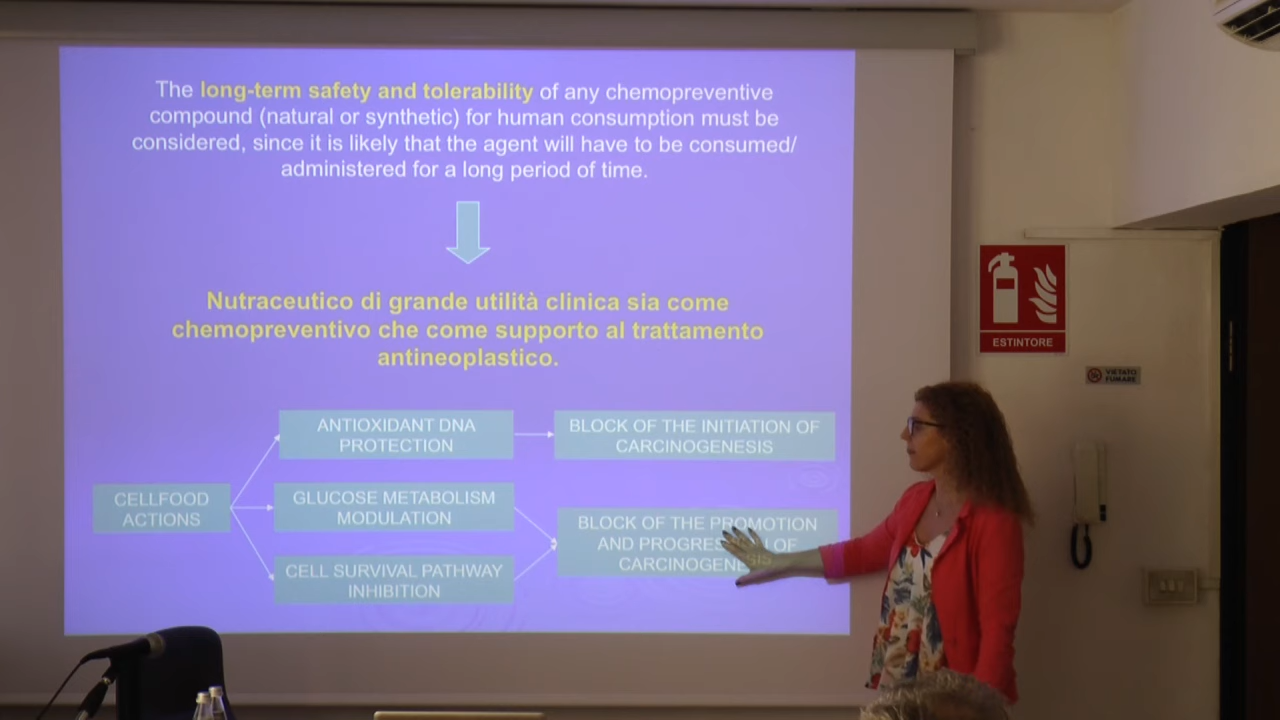 The long-term safety and tolerability of any chemopreventive
compound (natural or synthetic) for human consumption must be
considered, since it is likely that the agent will have to be consumed/
administered for a long period of time.
Nutraceutico di grande utilità clinica sia come
chemopreventivo che come supporto al trattamento
antineoplastico.
CELLFOOD
ACTIONS
ANTIOXIDANT DNA
PROTECTION
GLUCOSE METABOLISM
MODULATION
CELL SURVIVAL PATHWAY
INHIBITION
BLOCK OF THE INITIATION OF
CARCINOGENESIS
BLOCK OF THE PROMOTION
AND PROGRESSION OF
CARCINOGENESIS
ESTINTORE
VIETATO
FUMARE